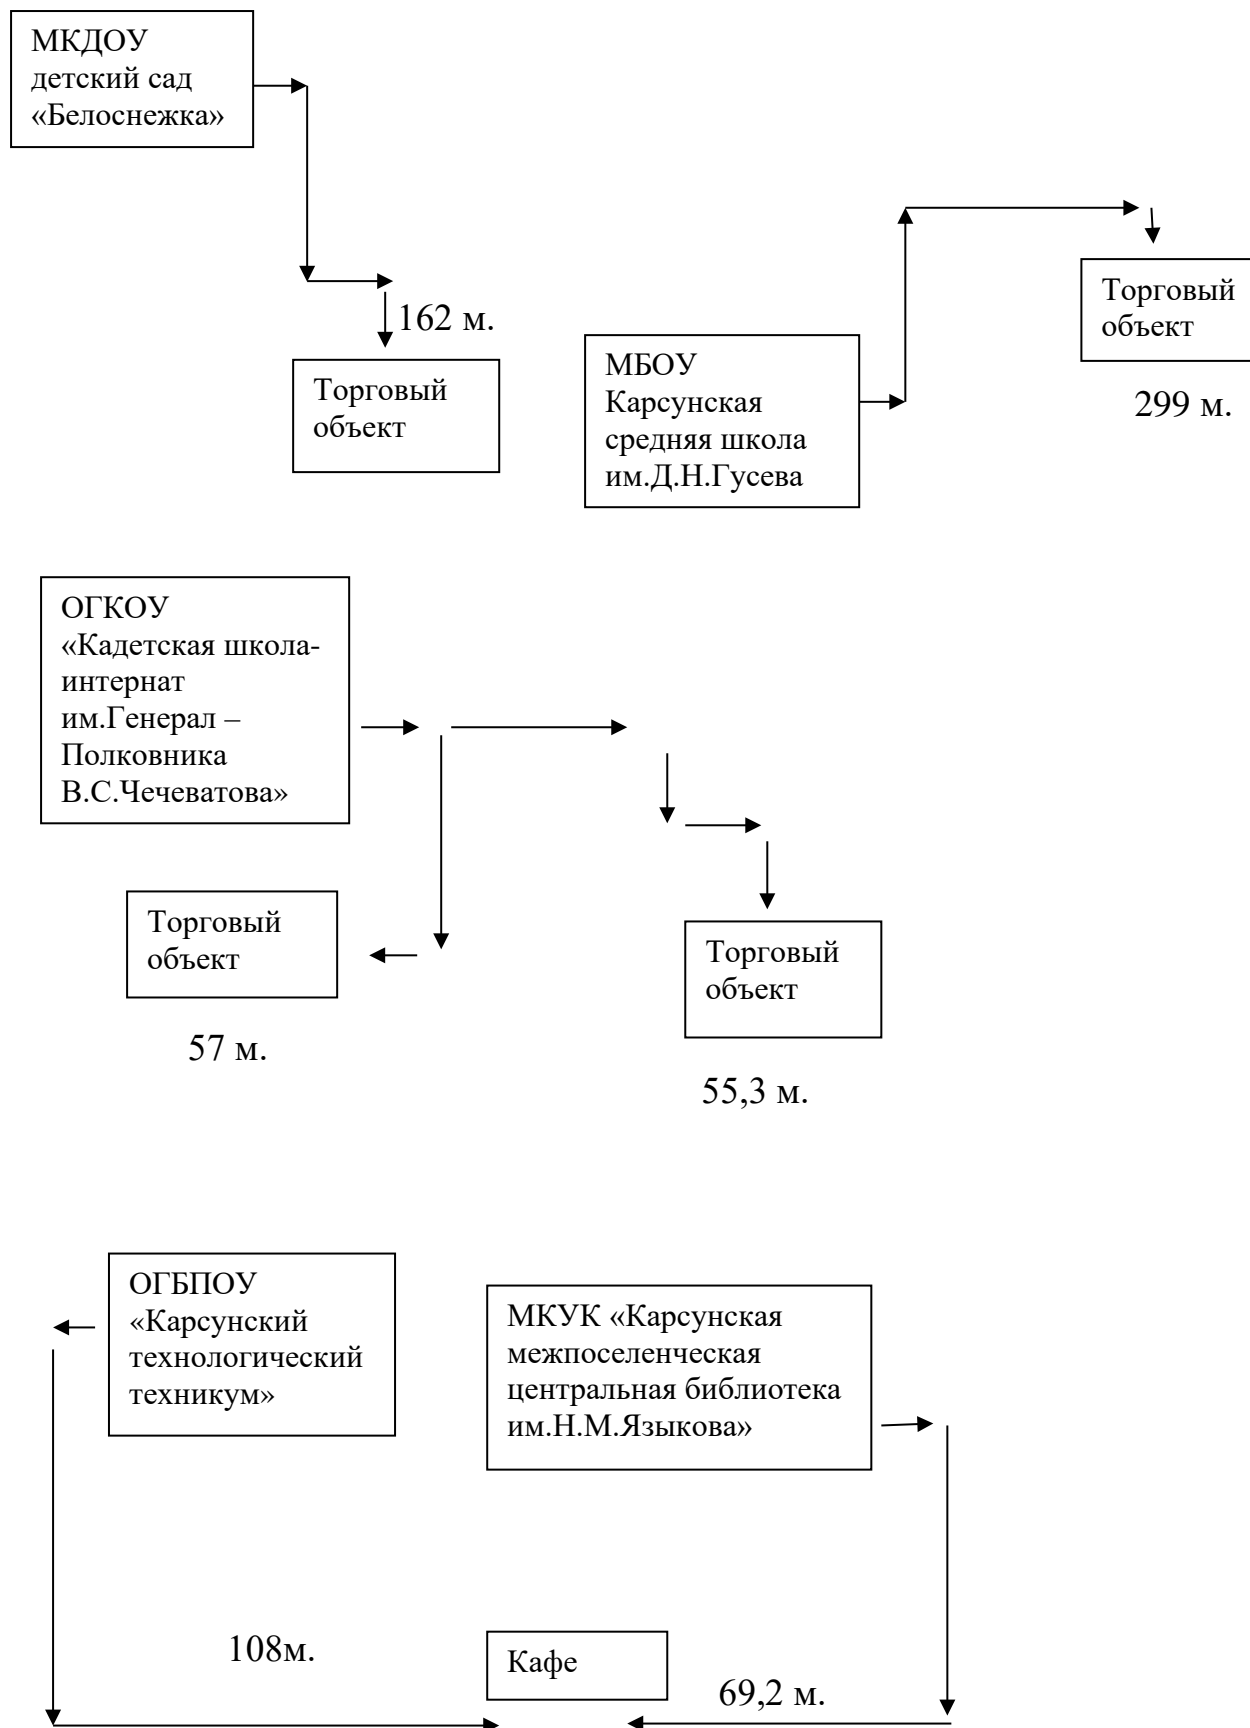 МКДОУ
детский сад
«Белоснежка»
162 м.
Торговый
объект
МБОУ
Карсунская
средняя школа
им.Д.Н.Гусева
Торговый
объект
299 м.
ОГКОУ
«Кадетская школа-
интернат
им.Генерал –
Полковника
В.С.Чечеватова»
Торговый
объект
57 м.
Торговый
объект
55,3 м.
ОГБПОУ
«Карсунский
технологический
техникум»
МКУК «Карсунская
межпоселенческая
центральная библиотека
им.Н.М.Языкова»
108м.
Кафе
69,2 м.